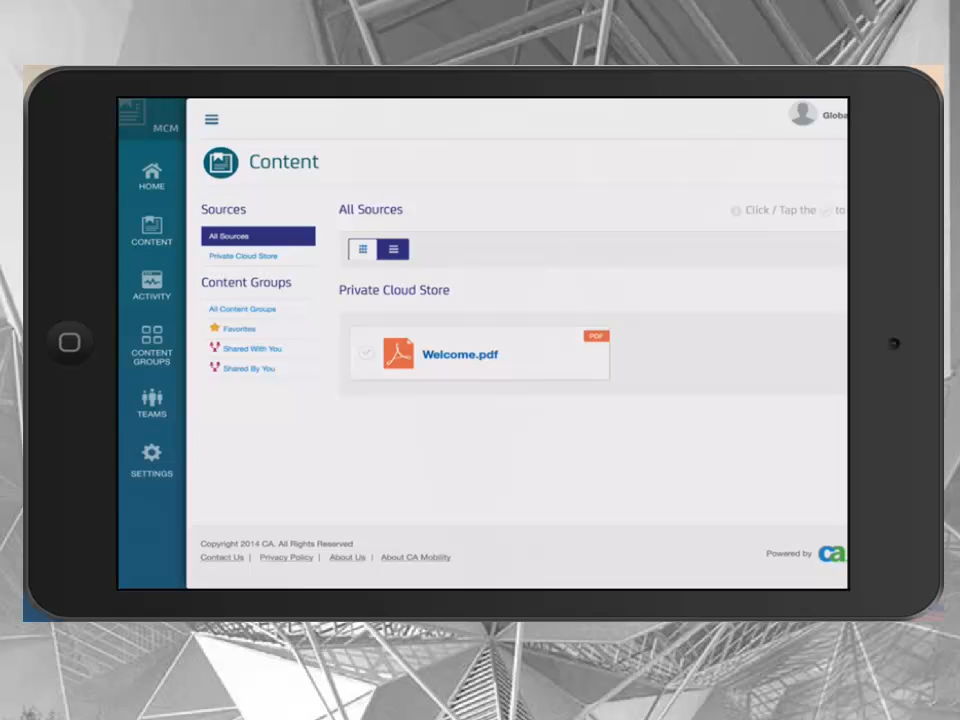 MCM
Globa
HOME
Content
CONTENT
Sources
All Sources
Click / Tap the
to
All Sources
Private Cloud Store
Content Groups
Private Cloud Store
ACTIVITY
All Content Groups
Favorites
Shared With You
Shared By You
PDF
Welcome.pdf
CONTENT
GROUPS
TEAMS
SETTINGS
Copyright 2014 CA. All Rights Reserved
Contact Us | Privacy Policy | About Us | About CA Mobility
Powered by ca